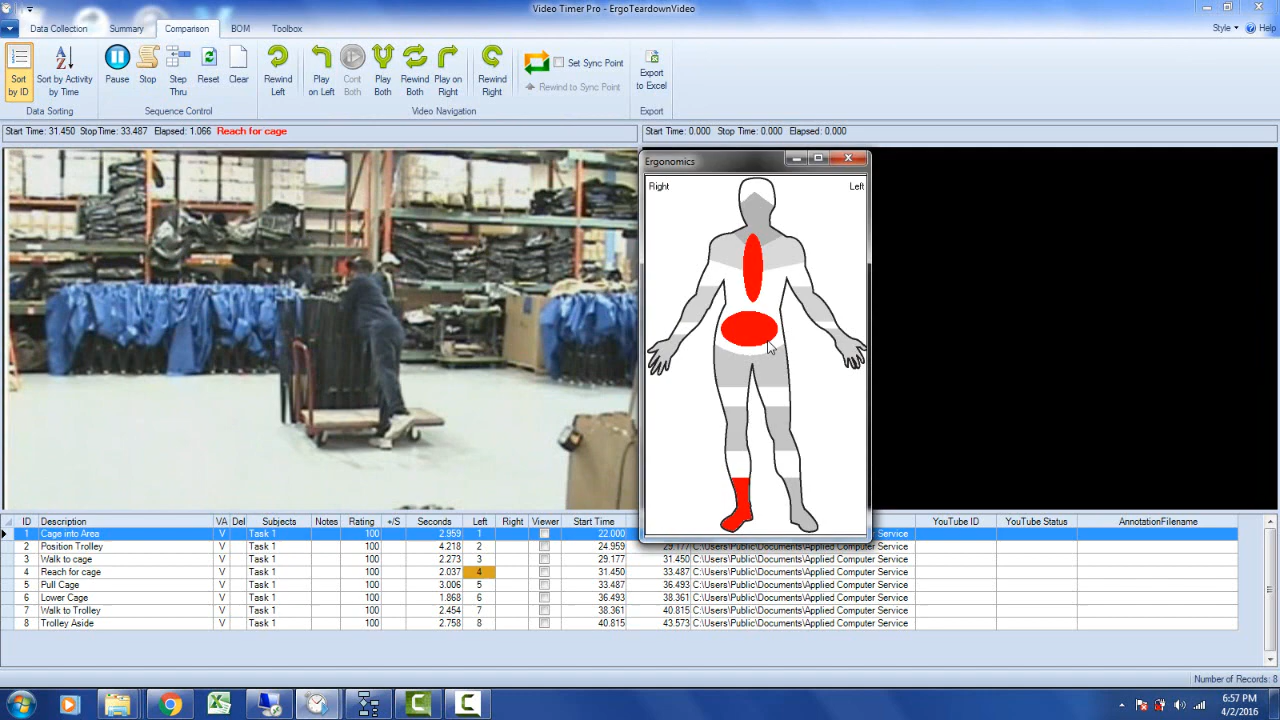 Video Timer Pro - ErgoTeardownVideo
Data Collection Summary Comparison BOM Toolbox Style Help
Sort by ID
Sort by Activity by Time
Pause
Stop
Step Thru
Reset
Clear
Rewind Left
Play on Left
Cont Both
Play Both
Rewind Both
Play on Right
Rewind Right
Set Sync Point
Rewind to Sync Point
Export to Excel
Data Sorting Sequence Control Video Navigation Export
Start Time: 31.450 StopTime: 33.487 Elapsed: 1.066 Reach for cage
Start Time: 0.000 Stop Time: 0.000 Elapsed: 0.000
Ergonomics
Right Left
ID Description VA Del Subjects Notes Rating +/S Seconds Left Right Viewer Start Time YouTube ID YouTube Status AnnotationFilename
1 Cage into Area V Task 1 100 2.959 1 22.000 Service
2 Position Trolley V Task 1 100 4.218 2 24.959 29.177 C:\Users\Public\Documents\Applied Computer Service
3 Walk to cage V Task 1 100 2.273 3 29.177 31.450 C:\Users\Public\Documents\Applied Computer Service
4 Reach for cage V Task 1 100 2.037 4 31.450 33.487 C:\Users\Public\Documents\Applied Computer Service
5 Pull Cage V Task 1 100 3.006 5 33.487 36.493 C:\Users\Public\Documents\Applied Computer Service
6 Lower Cage V Task 1 100 1.868 6 36.493 38.361 C:\Users\Public\Documents\Applied Computer Service
7 Walk to Trolley V Task 1 100 2.454 7 38.361 40.815 C:\Users\Public\Documents\Applied Computer Service
8 Trolley Aside V Task 1 100 2.758 8 40.815 43.573 C:\Users\Public\Documents\Applied Computer Service
Number of Records: 8
6:57 PM
4/2/2016